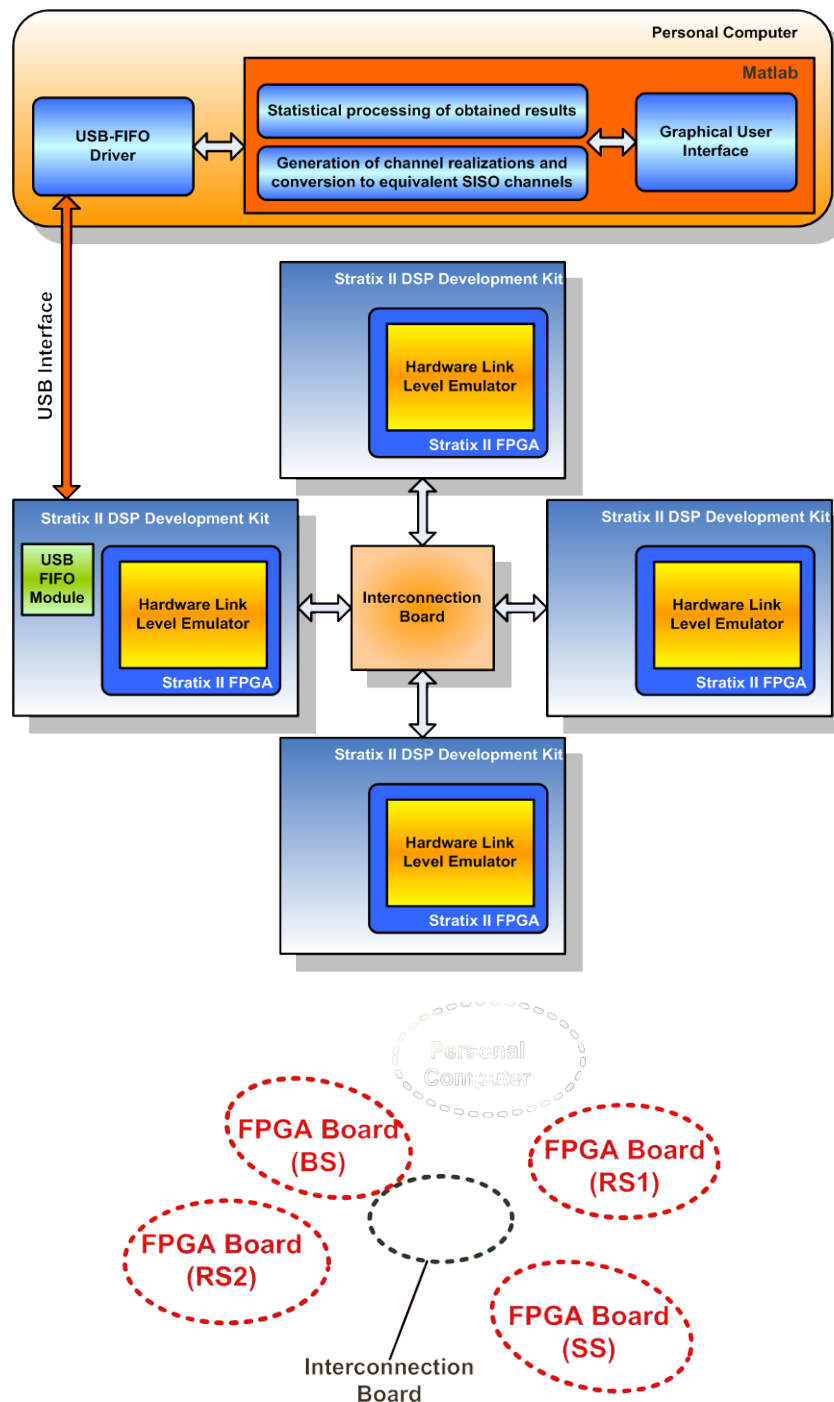 Personal Computer
Matlab
USB-FIFO
Driver
Statistical processing of obtained results
Generation of channel realizations and
conversion to equivalent SISO channels
Graphical User
Interface
USB Interface
Stratix II DSP Development Kit
Hardware Link
Level Emulator
Stratix II FPGA
Stratix II DSP Development Kit
USB
FIFO
Module
Hardware Link
Level Emulator
Stratix II FPGA
Interconnection
Board
Stratix II DSP Development Kit
Hardware Link
Level Emulator
Stratix II FPGA
Stratix II DSP Development Kit
Hardware Link
Level Emulator
Stratix II FPGA
Personal
Computer
FPGA Board
(BS)
FPGA Board
(RS1)
FPGA Board
(RS2)
FPGA Board
(SS)
Interconnection
Board